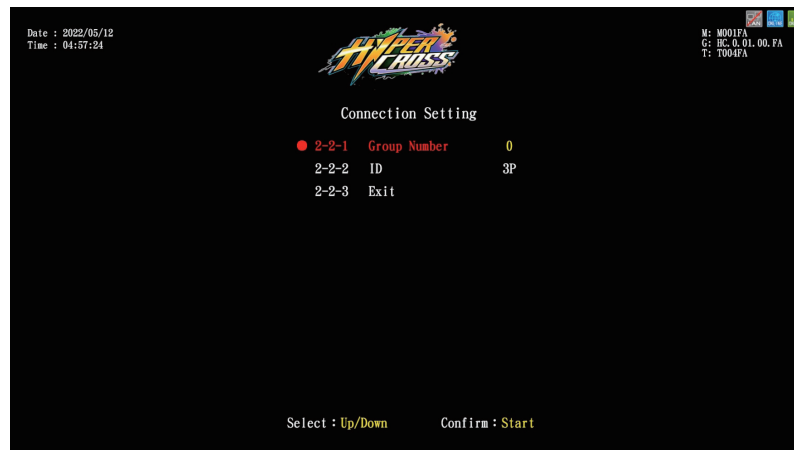 Date : 2022/05/12
Time : 04:57:24
HYPER
CROSS
LAN
M: M001FA
G: HC.0.01.00.FA
T: T004FA
Connection Setting
2-2-1 Group Number 0
2-2-2 ID 3P
2-2-3 Exit
Select : Up/Down Confirm : Start